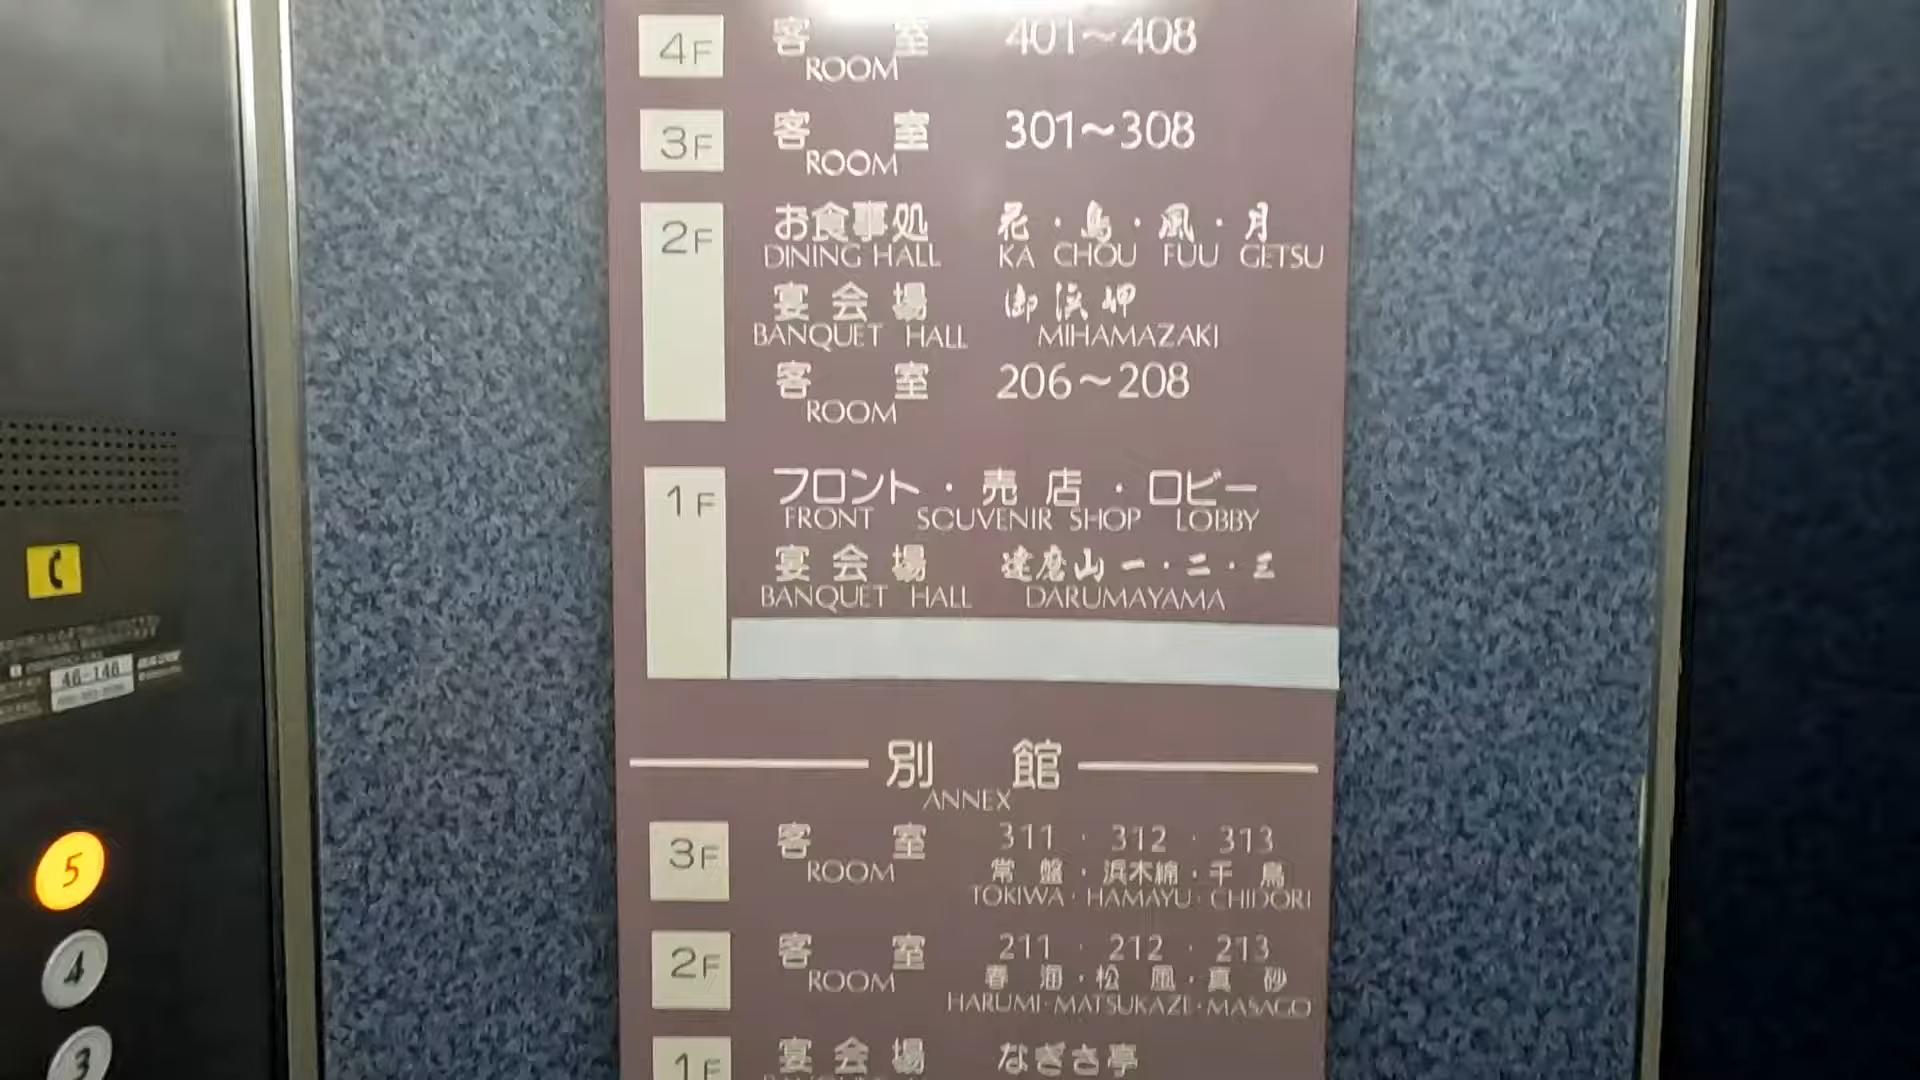 4F 客室 401〜408
ROOM
3F 客室 301〜308
ROOM
2F お食事処 花・鳥・風・月
DINING HALL KA CHOU FUU GETSU
宴会場 御浜岬
BANQUET HALL MIHAMAZAKI
客室 206〜208
ROOM
1F フロント・売店・ロビー
FRONT SOUVENIR SHOP LOBBY
宴会場 達磨山一・二・三
BANQUET HALL DARUMAYAMA
別館
ANNEX
3F 客室 311・312・313
ROOM 常盤・浜木綿・千鳥
TOKIWA・HAMAYU・CHIDORI
2F 客室 211・212・213
ROOM 春海・松風・真砂
HARUMI・MATSUKAZE・MASAGO
1F 宴会場 なぎさ亭
46-146
5
4
3